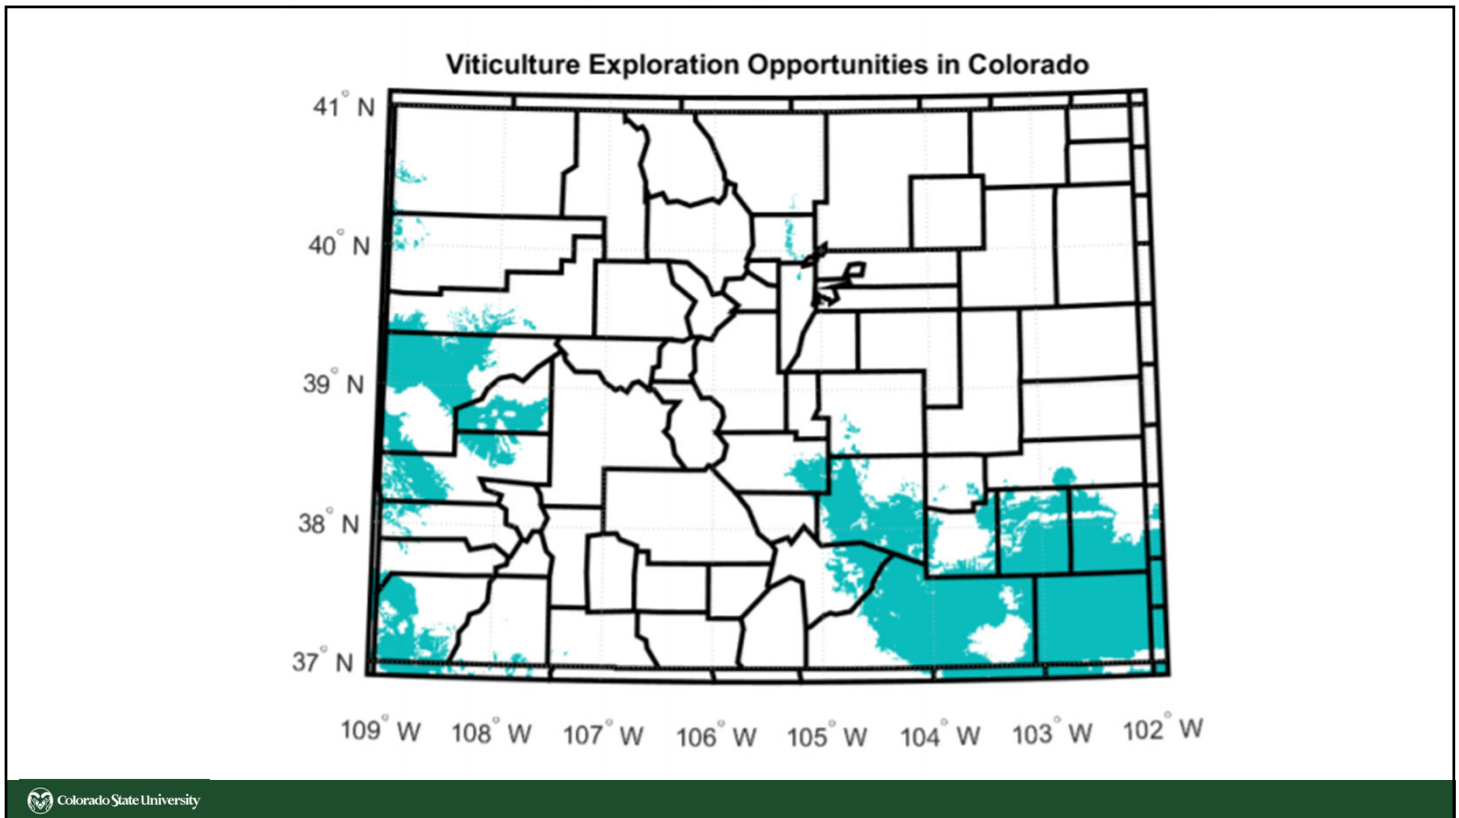 Viticulture Exploration Opportunities in Colorado
41° N
40° N
39° N
38° N
37° N
109° W 108° W 107° W 106° W 105° W 104° W 103° W 102° W
Colorado State University